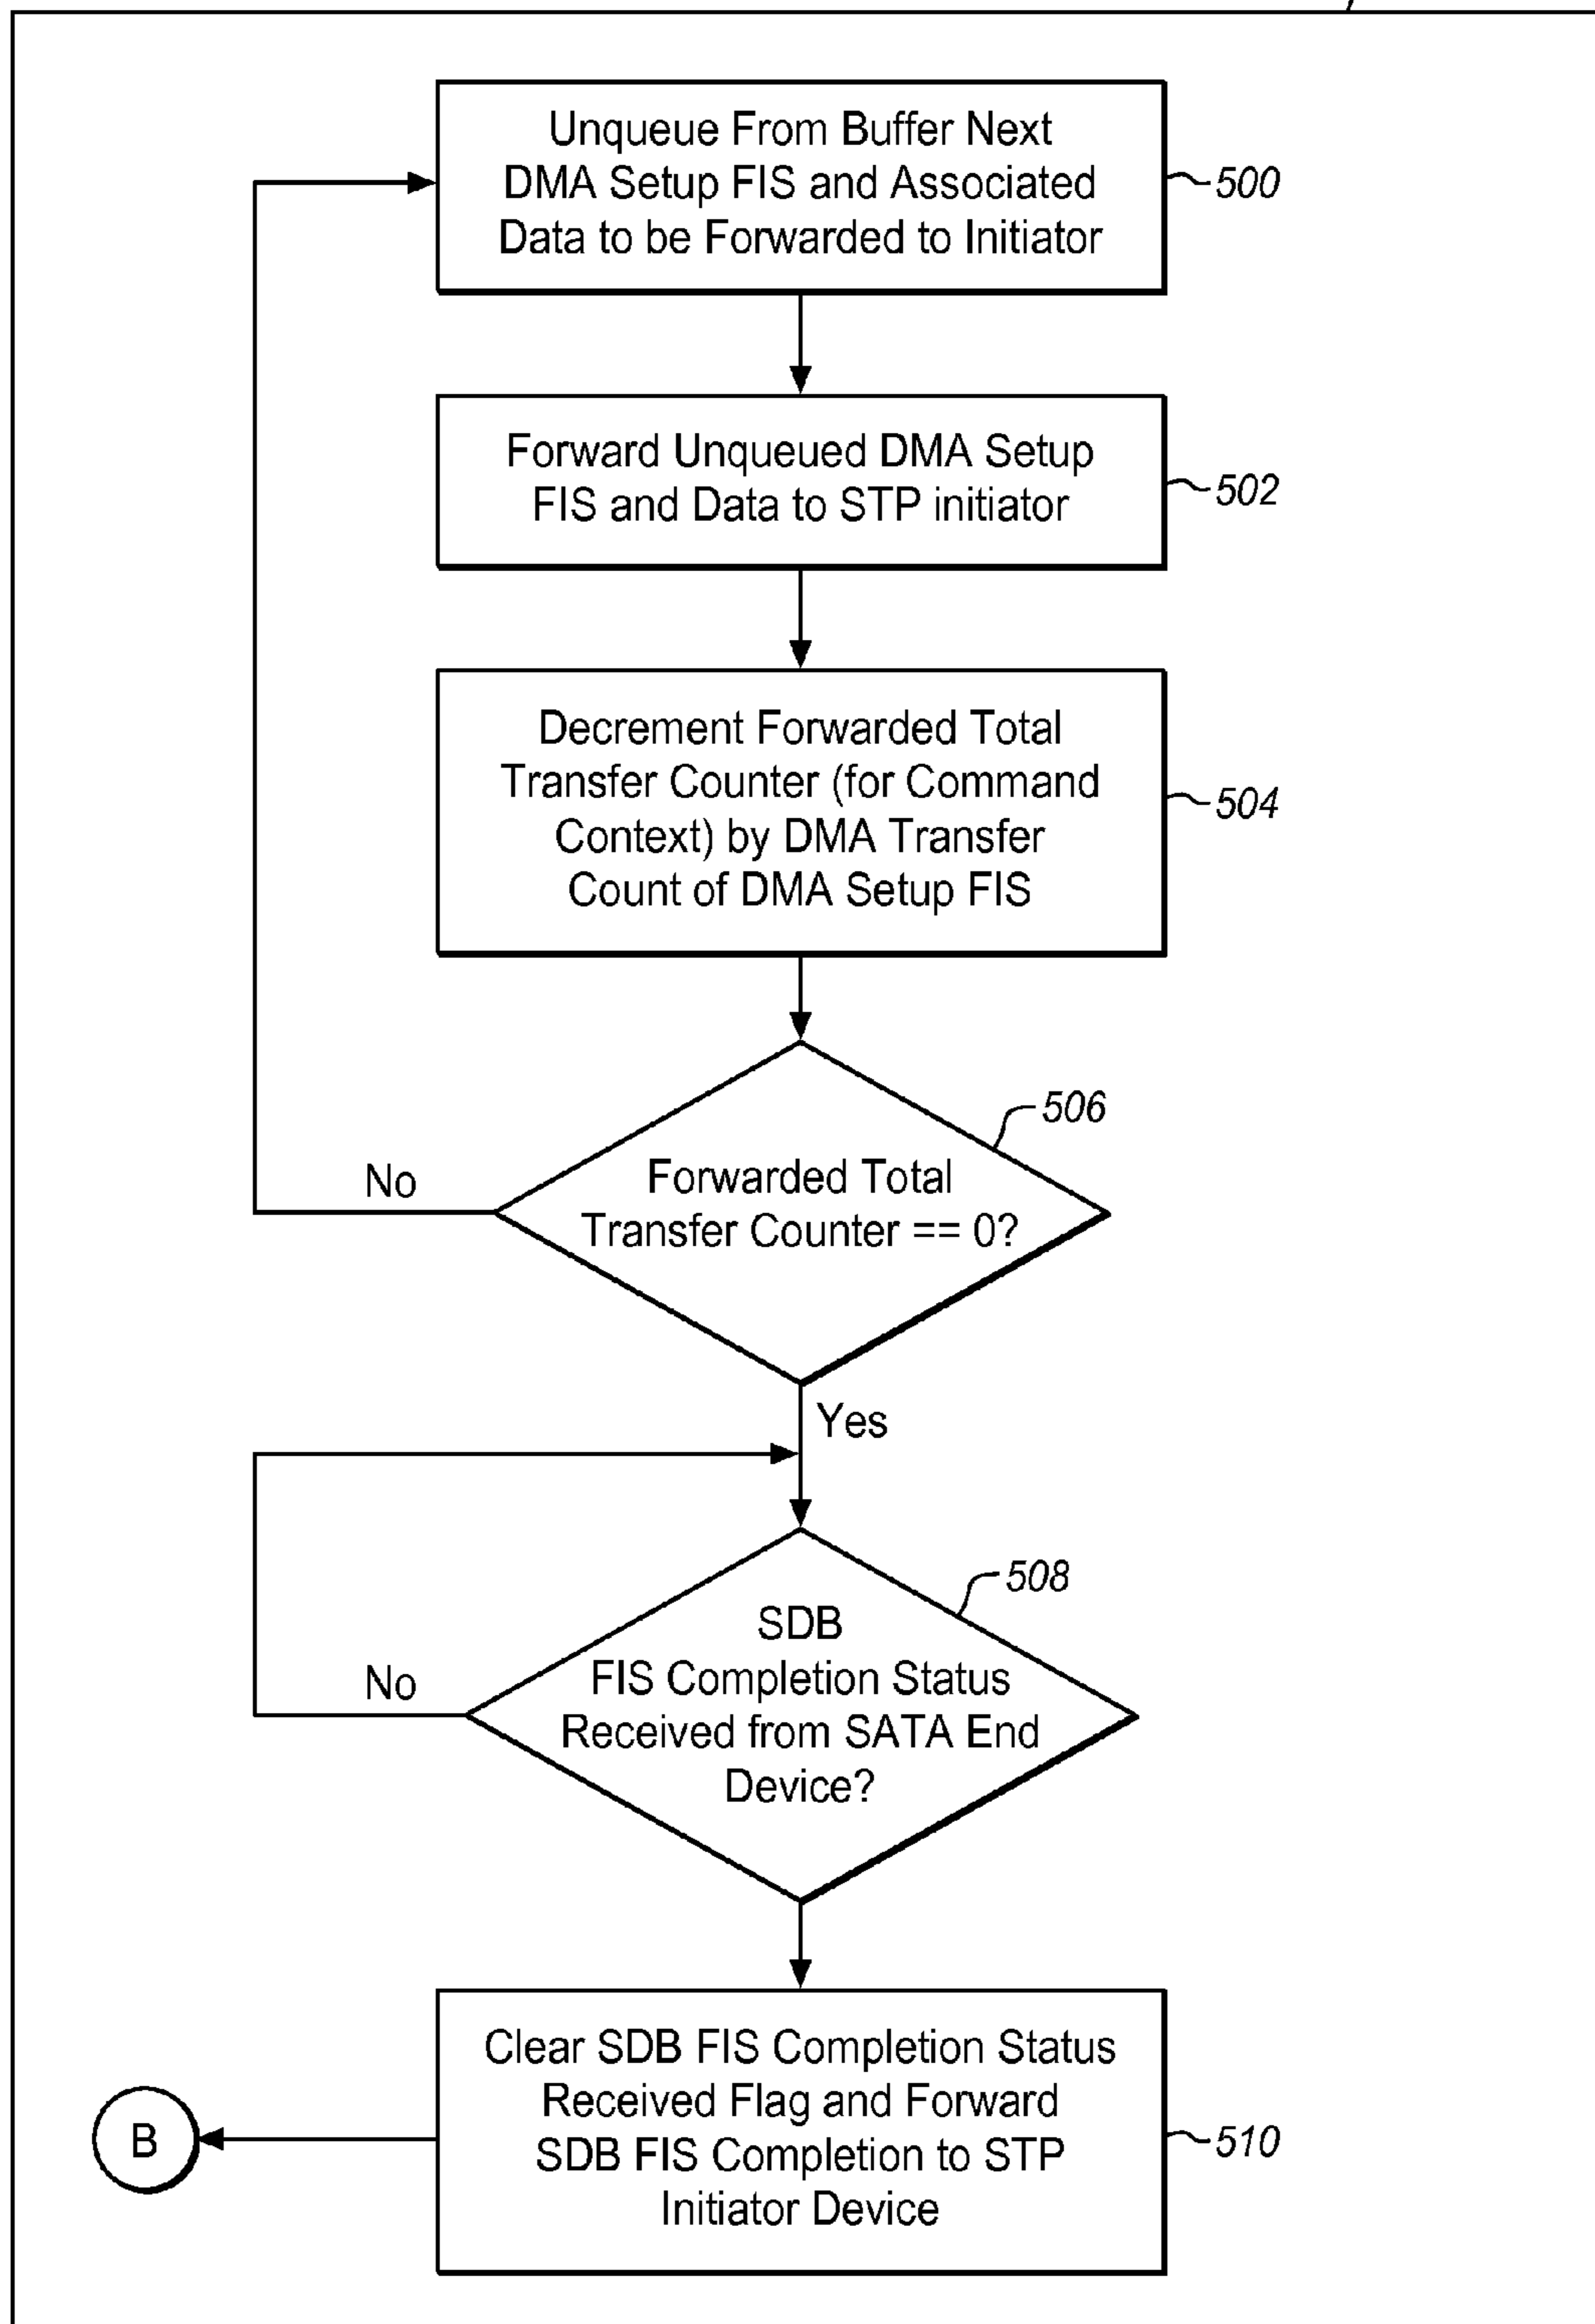 Unqueue From Buffer Next
DMA Setup FIS and Associated
Data to be Forwarded to Initiator
500
Forward Unqueued DMA Setup
FIS and Data to STP initiator
502
Decrement Forwarded Total
Transfer Counter (for Command
Context) by DMA Transfer
Count of DMA Setup FIS
504
506
Forwarded Total
Transfer Counter == 0?
No
Yes
508
SDB
FIS Completion Status
Received from SATA End
Device?
No
Clear SDB FIS Completion Status
Received Flag and Forward
SDB FIS Completion to STP
Initiator Device
510
B